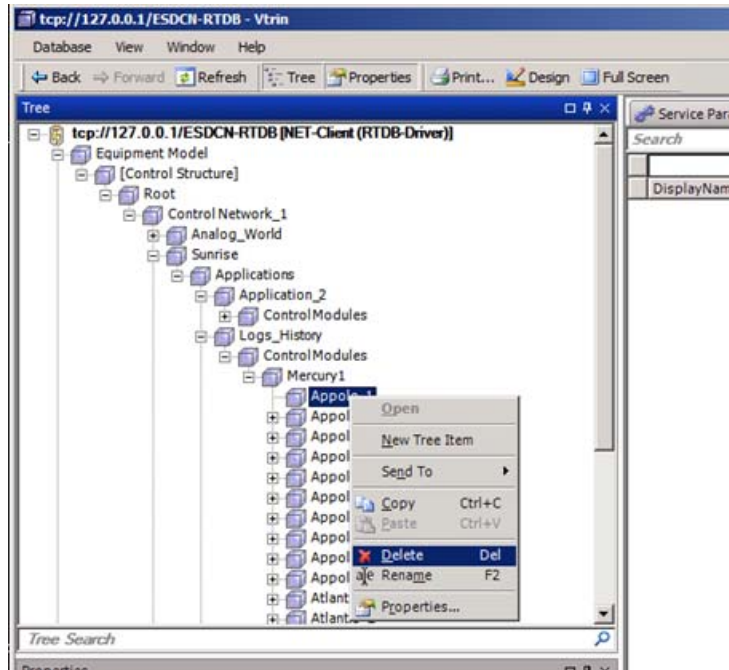 tcp://127.0.0.1/ESDCN-RTDB - Vtrin
Database View Window Help
Back Forward Refresh Tree Properties Print... Design Full Screen
Tree
tcp://127.0.0.1/ESDCN-RTDB [NET-Client (RTDB-Driver)]
Equipment Model
[Control Structure]
Root
Control Network_1
Analog_World
Sunrise
Applications
Application_2
ControlModules
Logs_History
ControlModules
Mercury1
Appolo_1
Appol
Appol
Appol
Appol
Appol
Appol
Appol
Appol
Appol
Atlant
Atlant
Open
New Tree Item
Send To
Copy Ctrl+C
Paste Ctrl+V
Delete Del
Rename F2
Properties...
Tree Search
Properties
Service Par
Search
DisplayNam